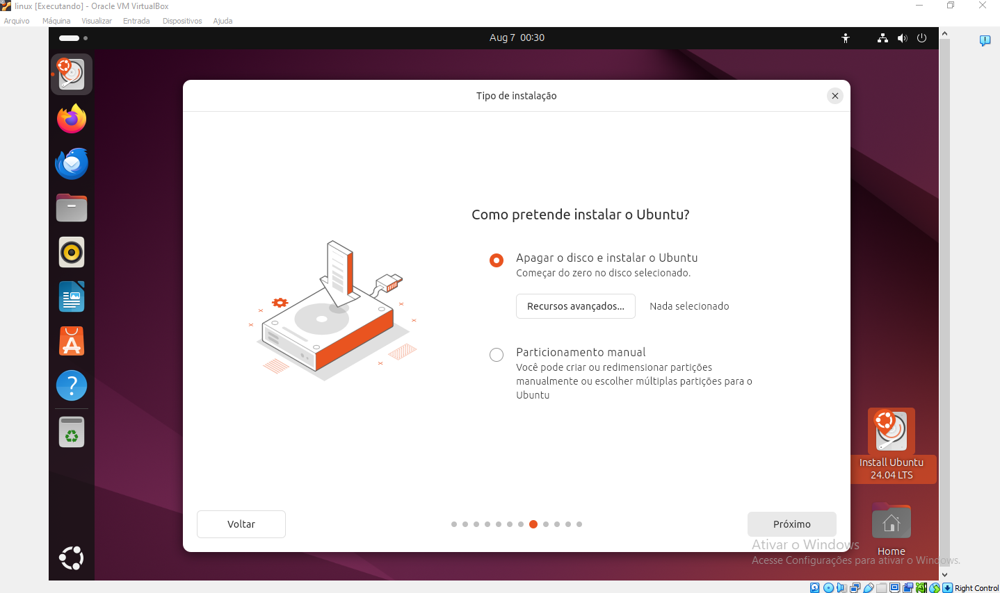 linux [Executando] - Oracle VM VirtualBox
Arquivo Máquina Visualizar Entrada Dispositivos Ajuda
Aug 7 00:30
Tipo de instalação
Como pretende instalar o Ubuntu?
Apagar o disco e instalar o Ubuntu
Começar do zero no disco selecionado.
Recursos avançados... Nada selecionado
Particionamento manual
Você pode criar ou redimensionar partições
manualmente ou escolher múltiplas partições para o
Ubuntu
Install Ubuntu
24.04 LTS
Voltar
Próximo
Ativar o Windows
Home
Acesse Configurações para ativar o Windows.
Right Control